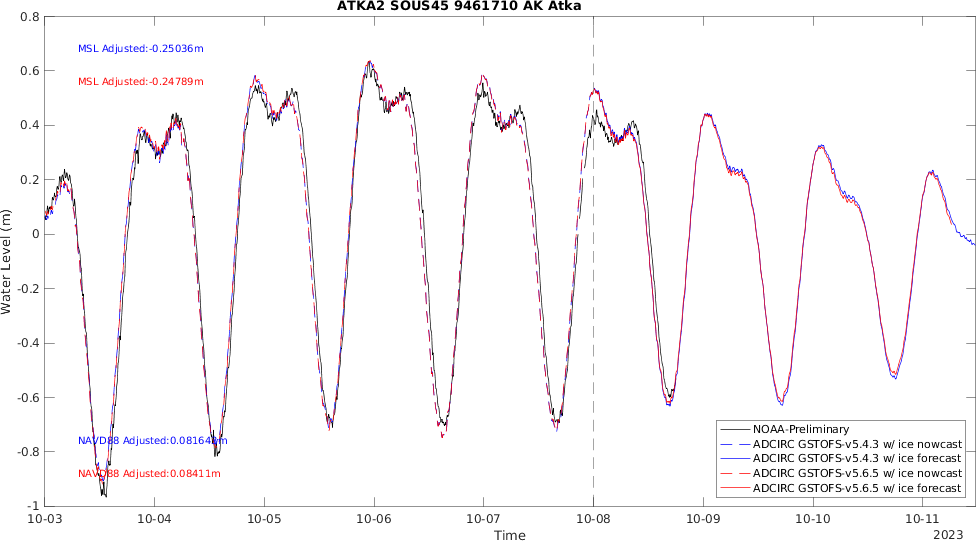 ATKA2 SOUS45 9461710 AK Atka
MSL Adjusted:-0.25036m
MSL Adjusted:-0.24789m
NAVD88 Adjusted:0.08411m
Water Level (m)
0.8
0.6
0.4
0.2
0
-0.2
-0.4
-0.6
-0.8
-1
10-03 10-04 10-05 10-06 10-07 10-08 10-09 10-10 10-11
Time
2023
NOAA-Preliminary
ADCIRC GSTOFS-v5.4.3 w/ ice nowcast
ADCIRC GSTOFS-v5.4.3 w/ ice forecast
ADCIRC GSTOFS-v5.6.5 w/ ice nowcast
ADCIRC GSTOFS-v5.6.5 w/ ice forecast
NAVD88